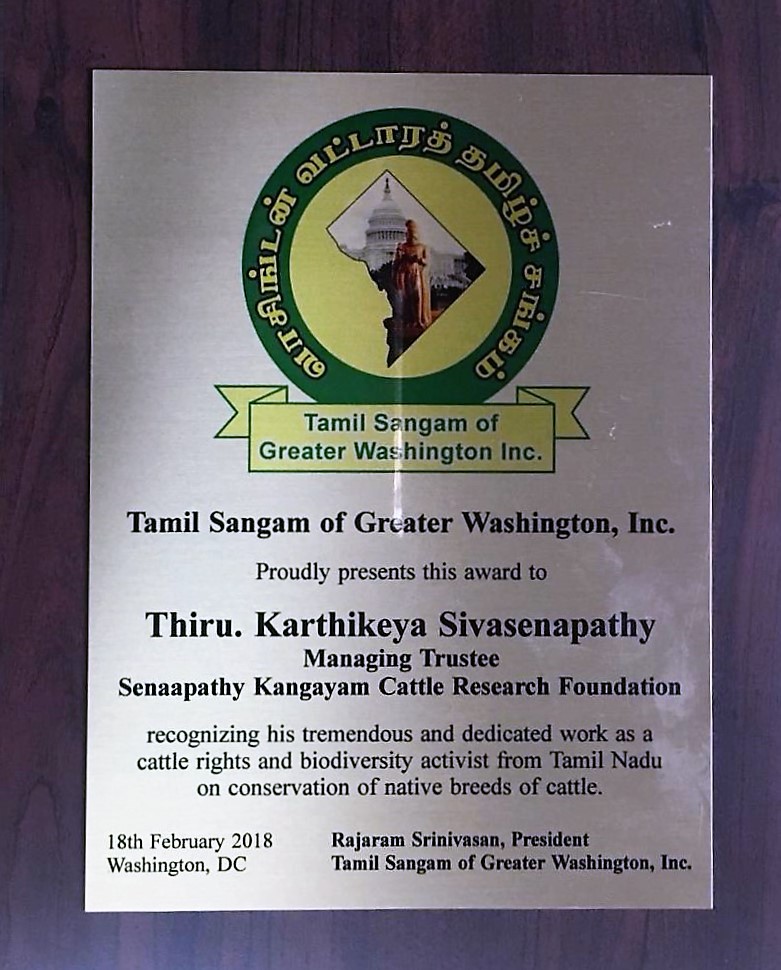 வாசிங்டன் வட்டாரத் தமிழ்ச் சங்கம்
Tamil Sangam of
Greater Washington Inc.
Tamil Sangam of Greater Washington, Inc.
Proudly presents this award to
Thiru. Karthikeya Sivasenapathy
Managing Trustee
Senaapathy Kangayam Cattle Research Foundation
recognizing his tremendous and dedicated work as a
cattle rights and biodiversity activist from Tamil Nadu
on conservation of native breeds of cattle.
18th February 2018
Washington, DC
Rajaram Srinivasan, President
Tamil Sangam of Greater Washington, Inc.